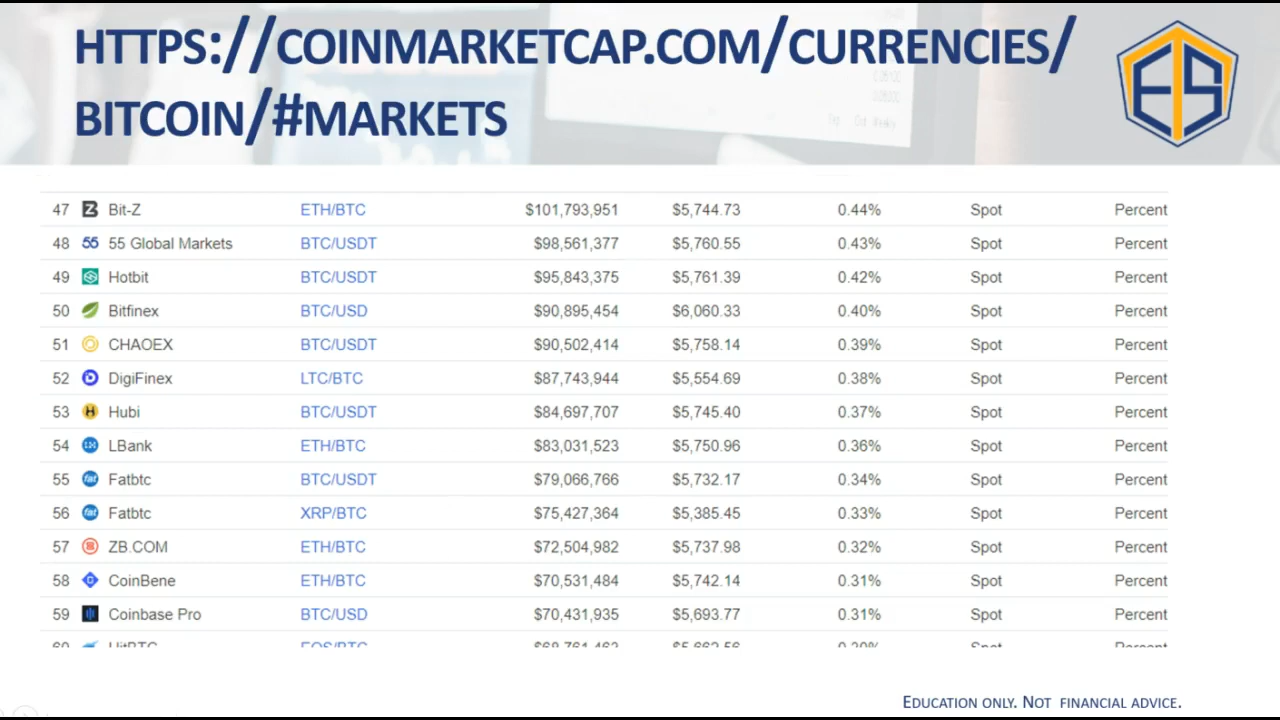 HTTPS://COINMARKETCAP.COM/CURRENCIES/
BITCOIN/#MARKETS
47 Bit-Z ETH/BTC $101,793,951 $5,744.73 0.44% Spot Percent
48 55 55 Global Markets BTC/USDT $98,561,377 $5,760.55 0.43% Spot Percent
49 Hotbit BTC/USDT $95,843,375 $5,761.39 0.42% Spot Percent
50 Bitfinex BTC/USD $90,895,454 $6,060.33 0.40% Spot Percent
51 CHAOEX BTC/USDT $90,502,414 $5,758.14 0.39% Spot Percent
52 DigiFinex LTC/BTC $87,743,944 $5,554.69 0.38% Spot Percent
53 Hubi BTC/USDT $84,697,707 $5,745.40 0.37% Spot Percent
54 LBank ETH/BTC $83,031,523 $5,750.96 0.36% Spot Percent
55 fat Fatbtc BTC/USDT $79,066,766 $5,732.17 0.34% Spot Percent
56 fat Fatbtc XRP/BTC $75,427,364 $5,385.45 0.33% Spot Percent
57 ZB.COM ETH/BTC $72,504,982 $5,737.98 0.32% Spot Percent
58 CoinBene ETH/BTC $70,531,484 $5,742.14 0.31% Spot Percent
59 Coinbase Pro BTC/USD $70,431,935 $5,693.77 0.31% Spot Percent
60 HitBTC EOS/BTC Spot Percent
EDUCATION ONLY. NOT FINANCIAL ADVICE.